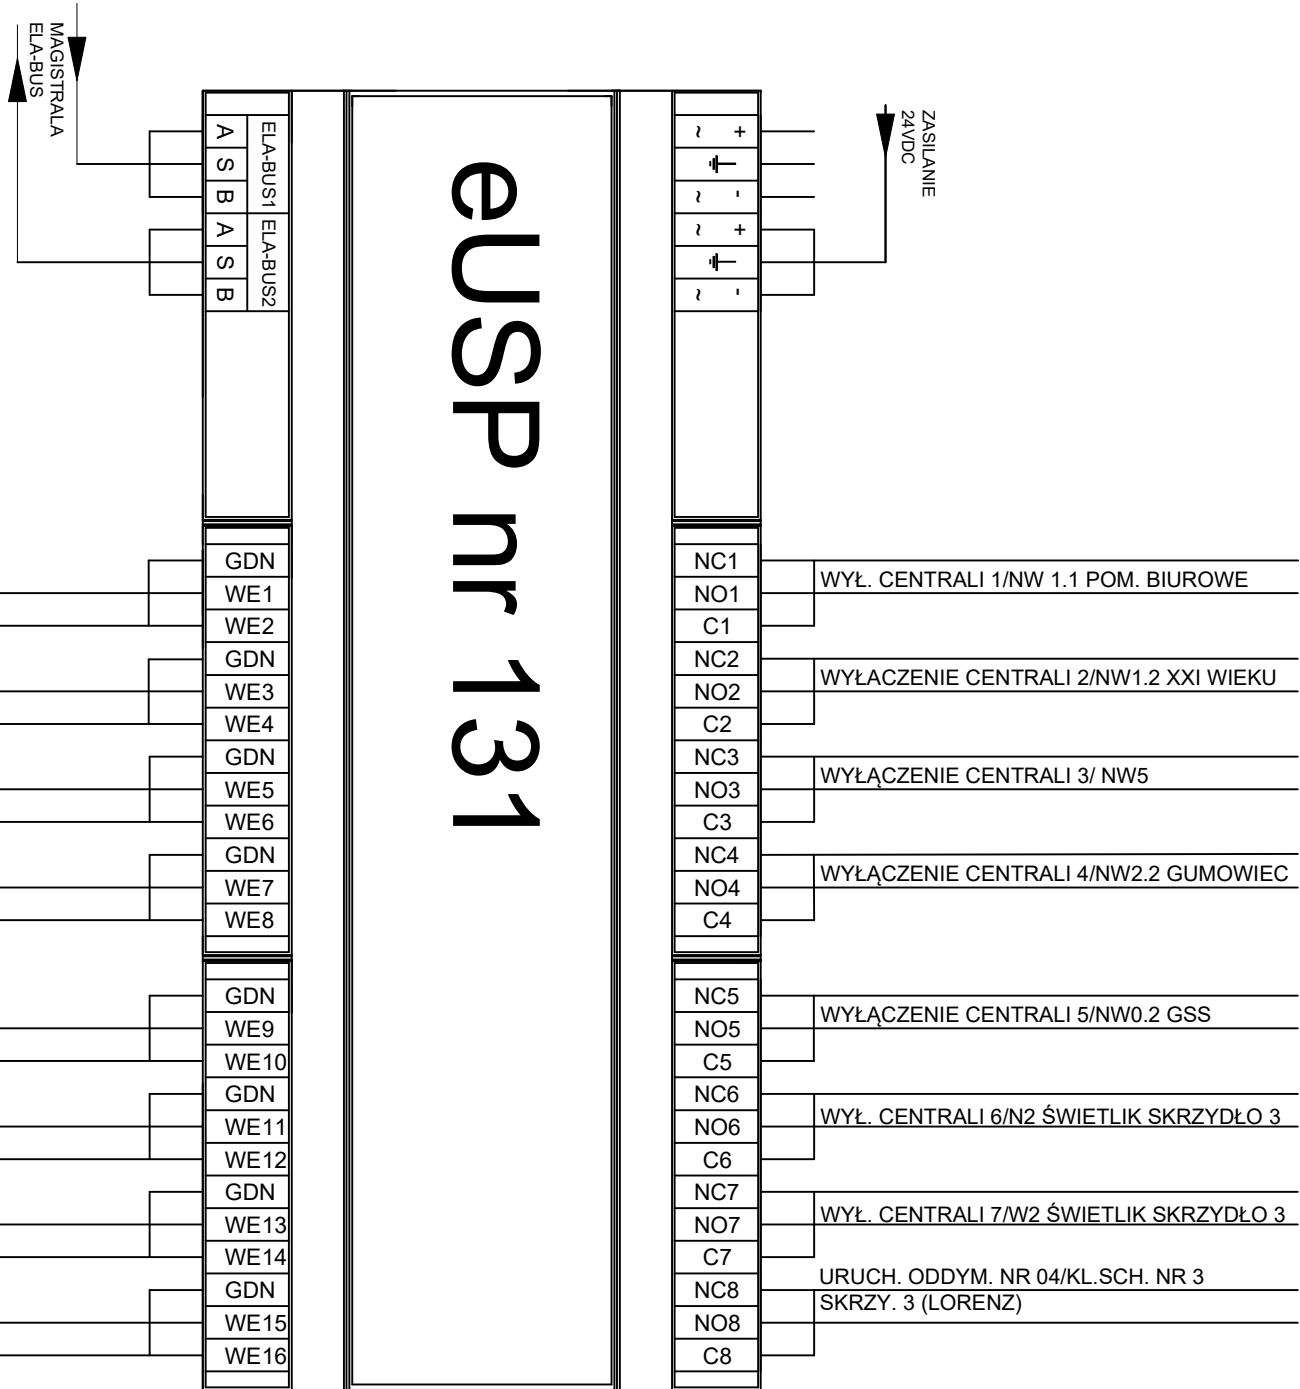 MAGISTRALA
ELA-BUS
ZASILANIE
24VDC
A
S
B
ELA-BUS1
A
S
B
ELA-BUS2
~ +
~ -
~ +
~ -
eUSP nr 131
GDN
WE1
WE2
GDN
WE3
WE4
GDN
WE5
WE6
GDN
WE7
WE8
GDN
WE9
WE10
GDN
WE11
WE12
GDN
WE13
WE14
GDN
WE15
WE16
NC1
NO1
C1
WYŁ. CENTRALI 1/NW 1.1 POM. BIUROWE
NC2
NO2
C2
WYŁACZENIE CENTRALI 2/NW1.2 XXI WIEKU
NC3
NO3
C3
WYŁĄCZENIE CENTRALI 3/ NW5
NC4
NO4
C4
WYŁĄCZENIE CENTRALI 4/NW2.2 GUMOWIEC
NC5
NO5
C5
WYŁĄCZENIE CENTRALI 5/NW0.2 GSS
NC6
NO6
C6
WYŁ. CENTRALI 6/N2 ŚWIETLIK SKRZYDŁO 3
NC7
NO7
C7
WYŁ. CENTRALI 7/W2 ŚWIETLIK SKRZYDŁO 3
NC8
NO8
C8
URUCH. ODDYM. NR 04/KL.SCH. NR 3
SKRZY. 3 (LORENZ)